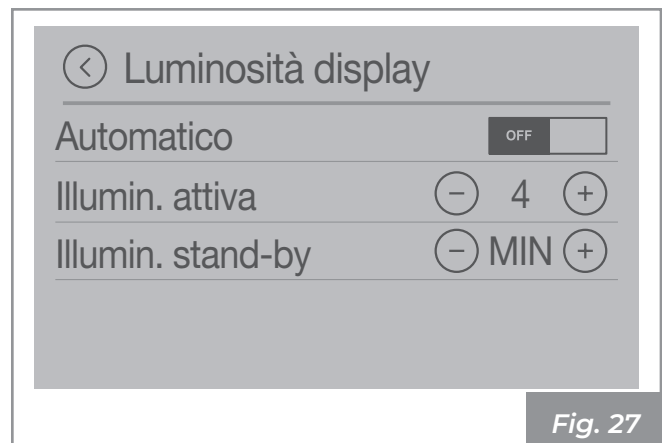 Luminosità display
Automatico OFF
Illumin. attiva − 4 +
Illumin. stand-by − MIN +
Fig. 27